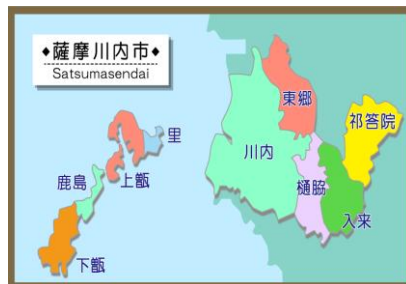 ◆薩摩川内市◆
Satsumasendai
東郷
祁答院
里
川内
鹿島
上甑
樋脇
入来
下甑